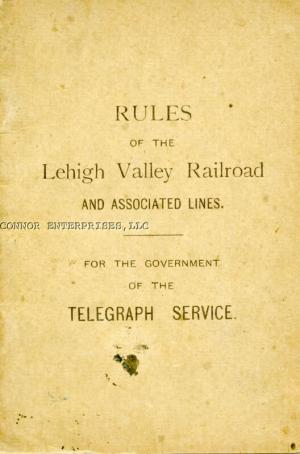 RULES
OF THE
Lehigh Valley Railroad
AND ASSOCIATED LINES.
CONNOR ENTERPRISES, LLC
FOR THE GOVERNMENT
OF THE
TELEGRAPH SERVICE.